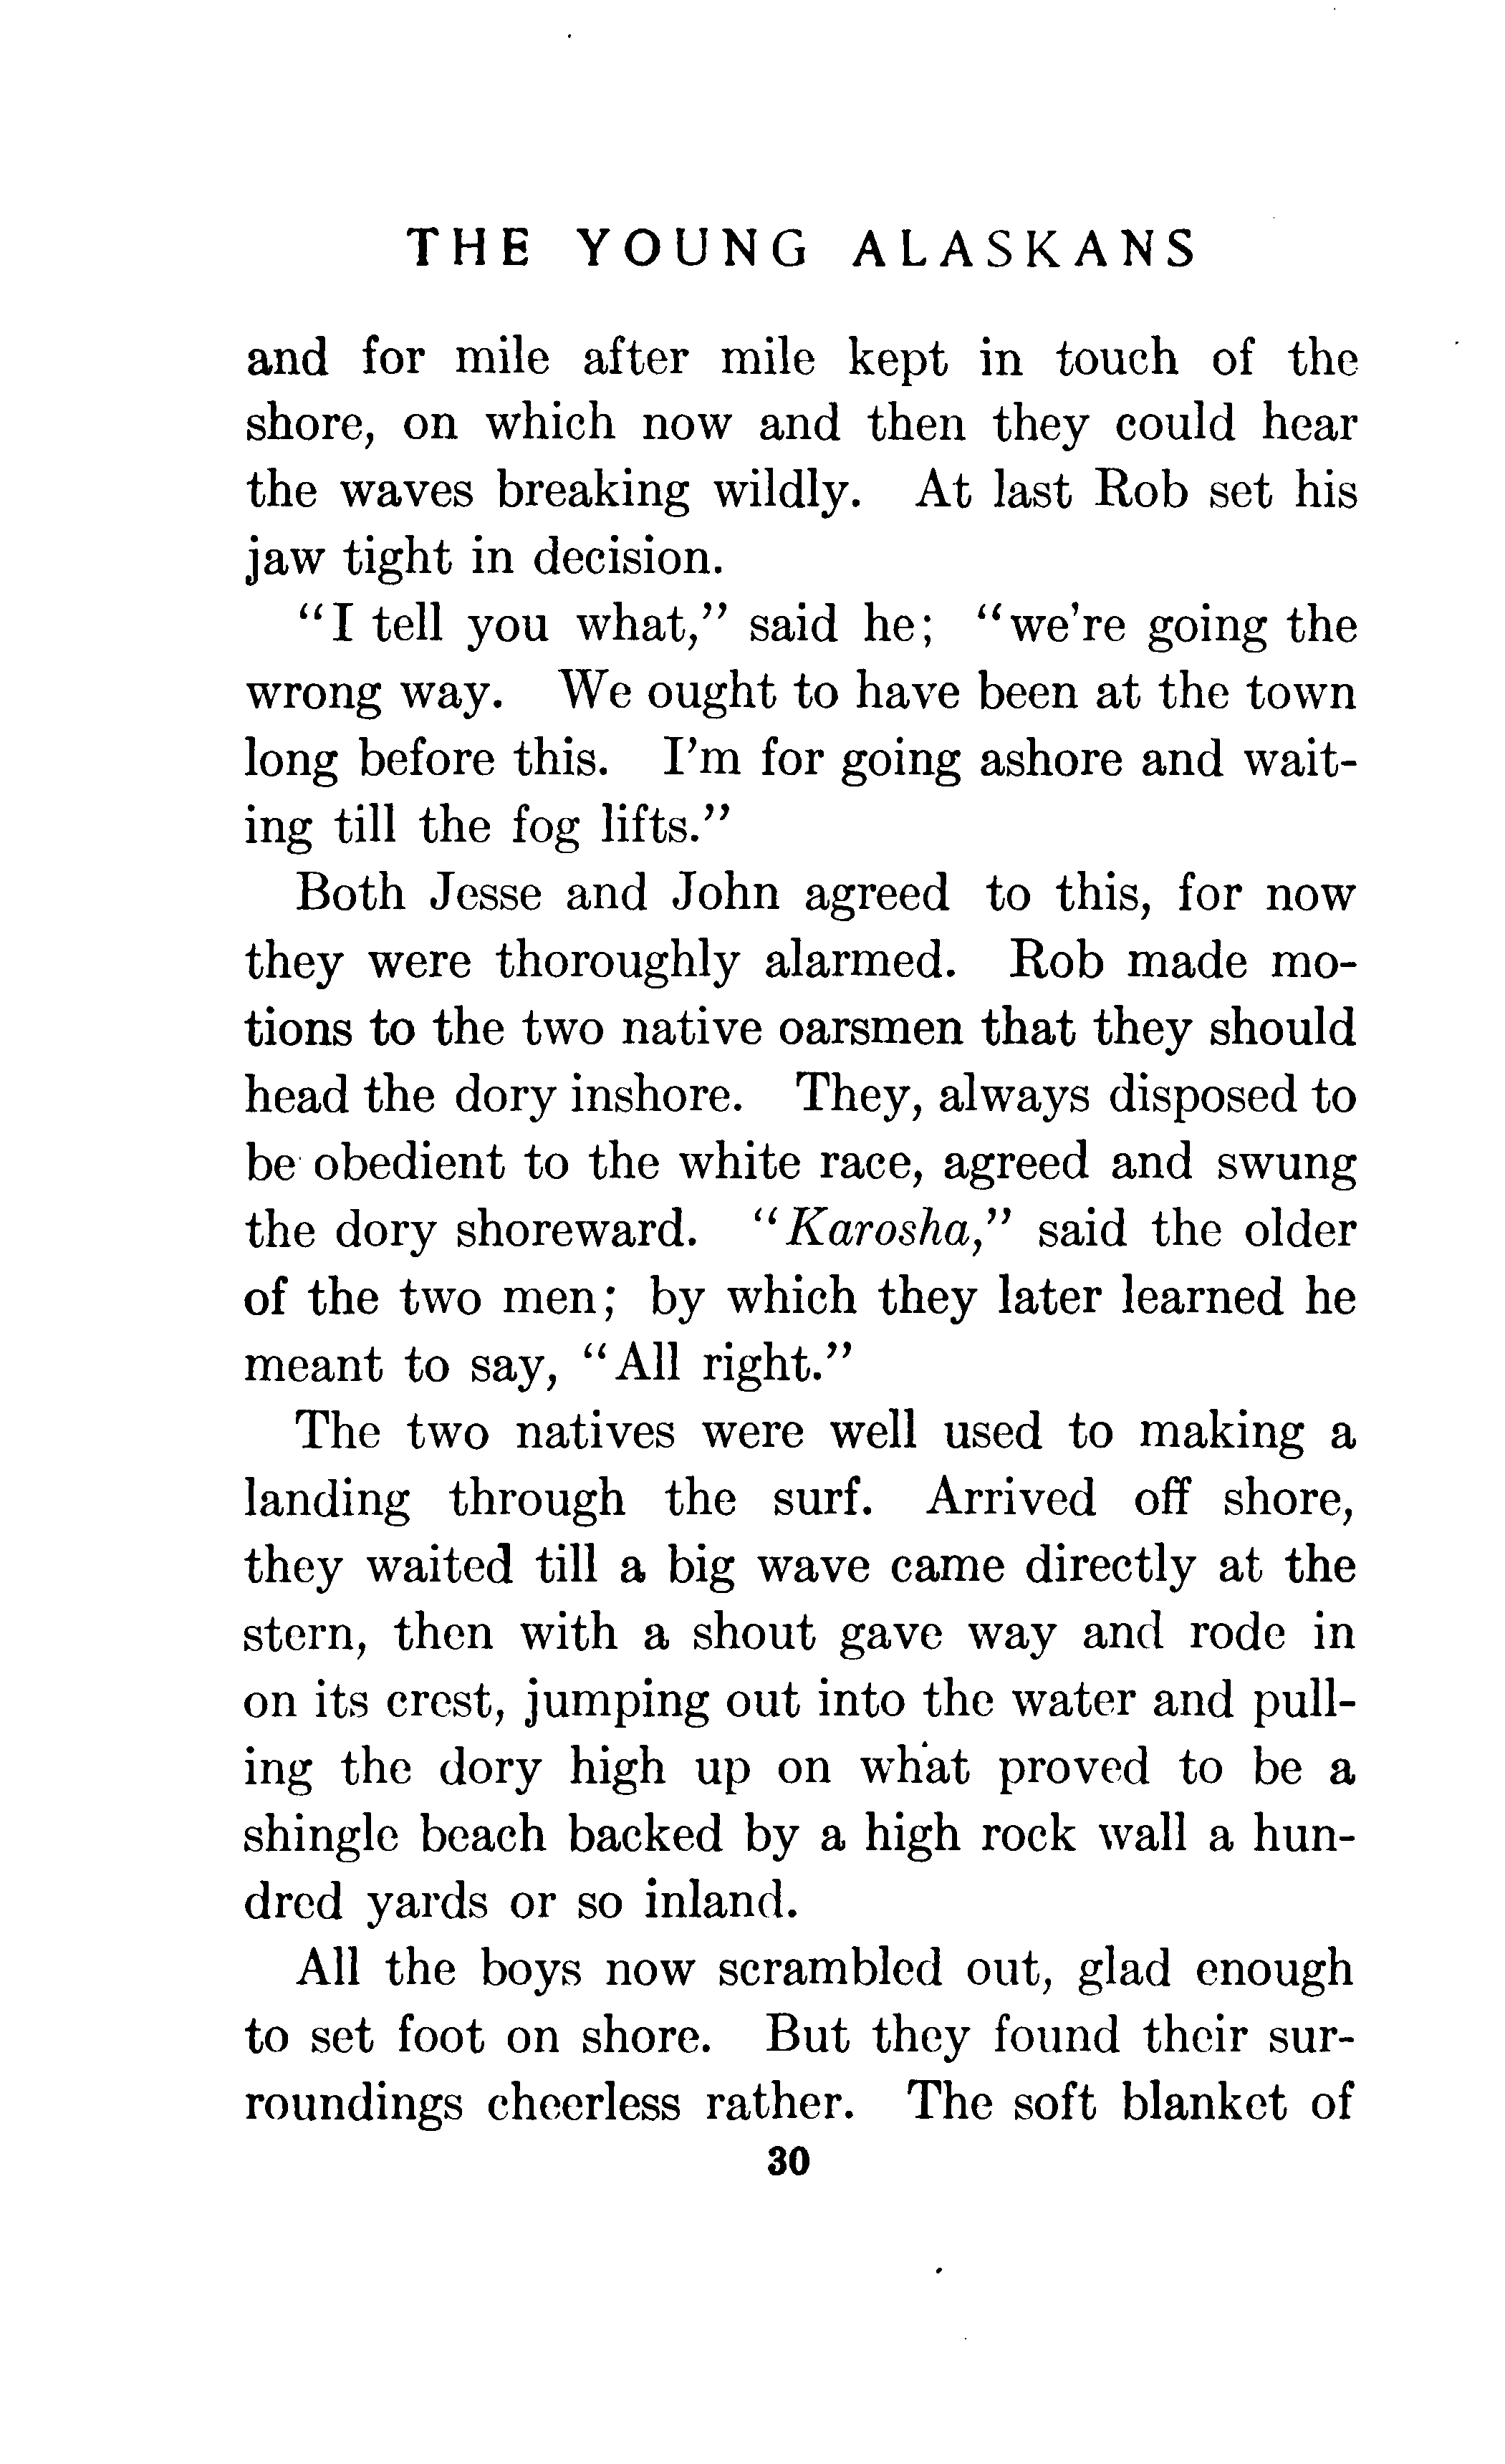 THE YOUNG ALASKANS
and for mile after mile kept in touch of the
shore, on which now and then they could hear
the waves breaking wildly. At last Rob set his
jaw tight in decision.
"I tell you what," said he; "we're going the
wrong way. We ought to have been at the town
long before this. I'm for going ashore and wait-
ing till the fog lifts."
Both Jesse and John agreed to this, for now
they were thoroughly alarmed. Rob made mo-
tions to the two native oarsmen that they should
head the dory inshore. They, always disposed to
be obedient to the white race, agreed and swung
the dory shoreward. "Karosha," said the older
of the two men; by which they later learned he
meant to say, "All right."
The two natives were well used to making a
landing through the surf. Arrived off shore,
they waited till a big wave came directly at the
stern, then with a shout gave way and rode in
on its crest, jumping out into the water and pull-
ing the dory high up on what proved to be a
shingle beach backed by a high rock wall a hun-
dred yards or so inland.
All the boys now scrambled out, glad enough
to set foot on shore. But they found their sur-
roundings cheerless rather. The soft blanket of
30